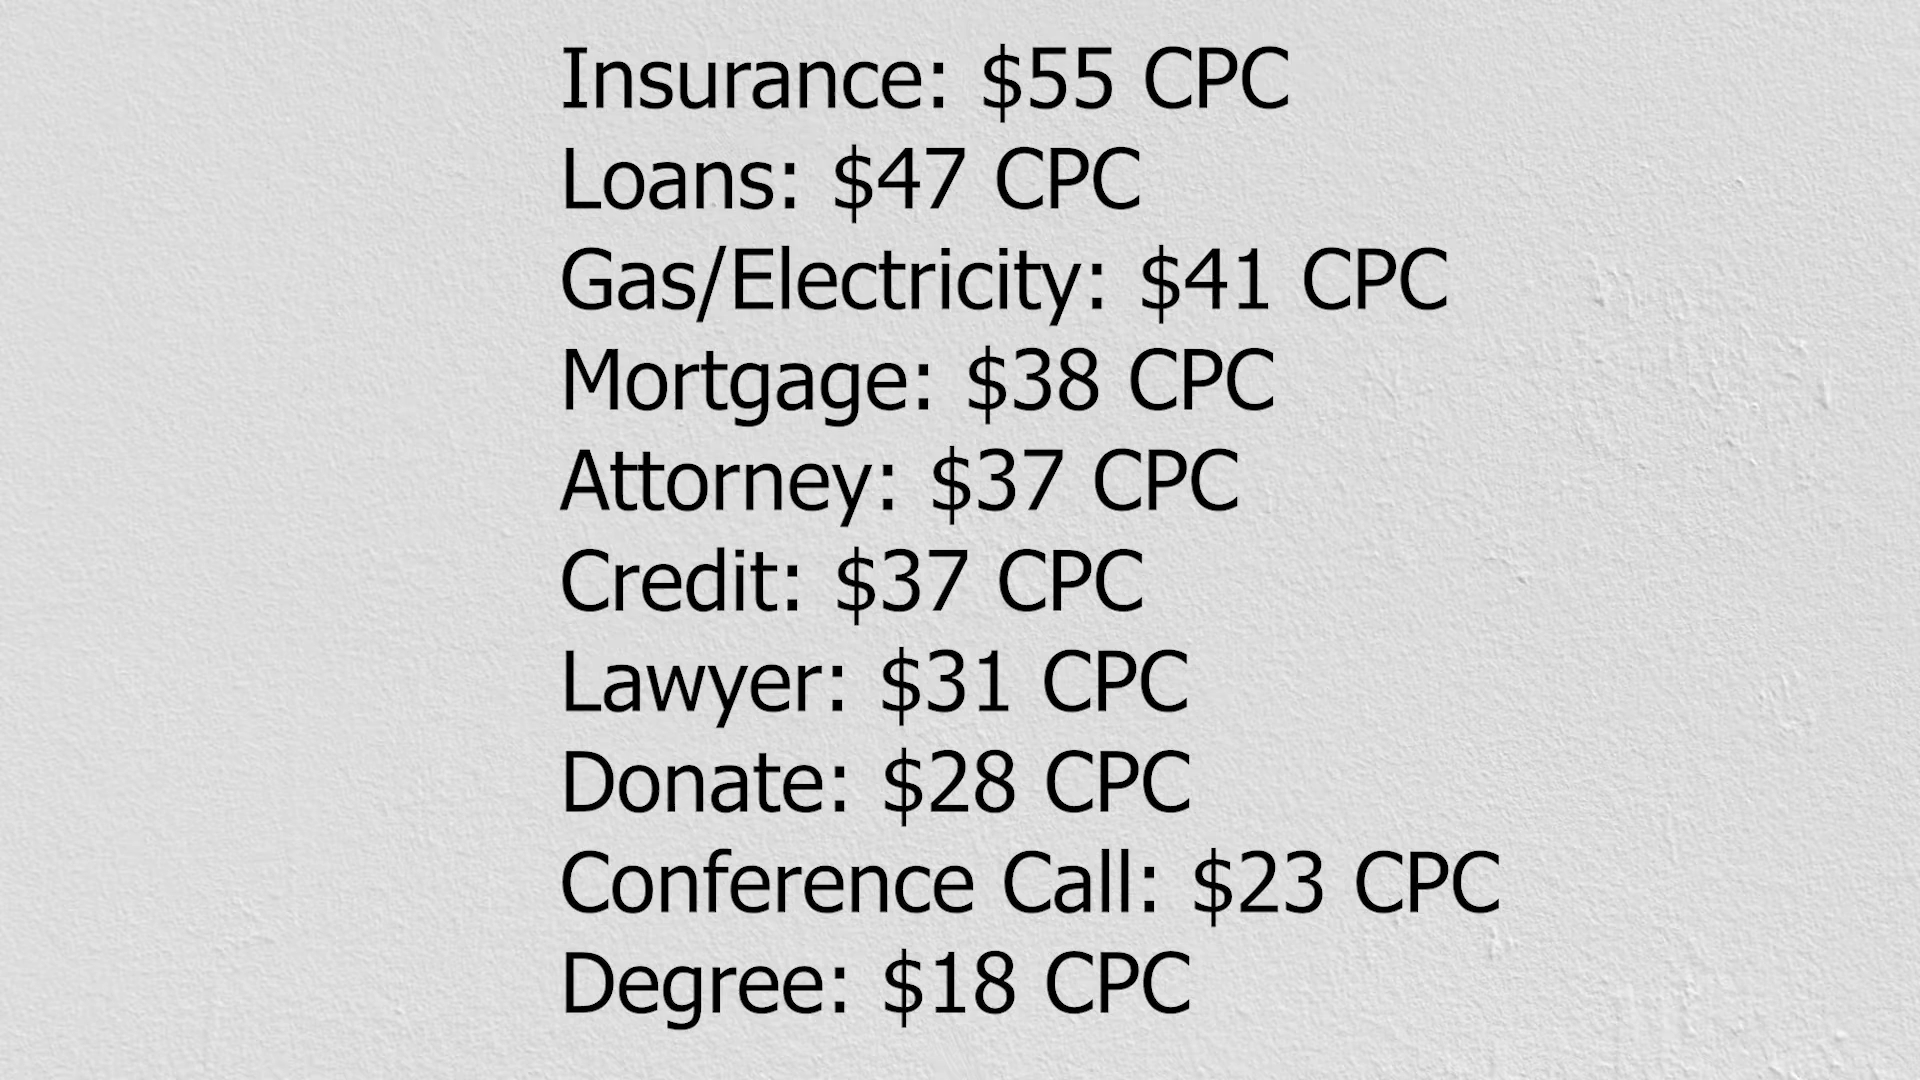 Insurance: $55 CPC
Loans: $47 CPC
Gas/Electricity: $41 CPC
Mortgage: $38 CPC
Attorney: $37 CPC
Credit: $37 CPC
Lawyer: $31 CPC
Donate: $28 CPC
Conference Call: $23 CPC
Degree: $18 CPC